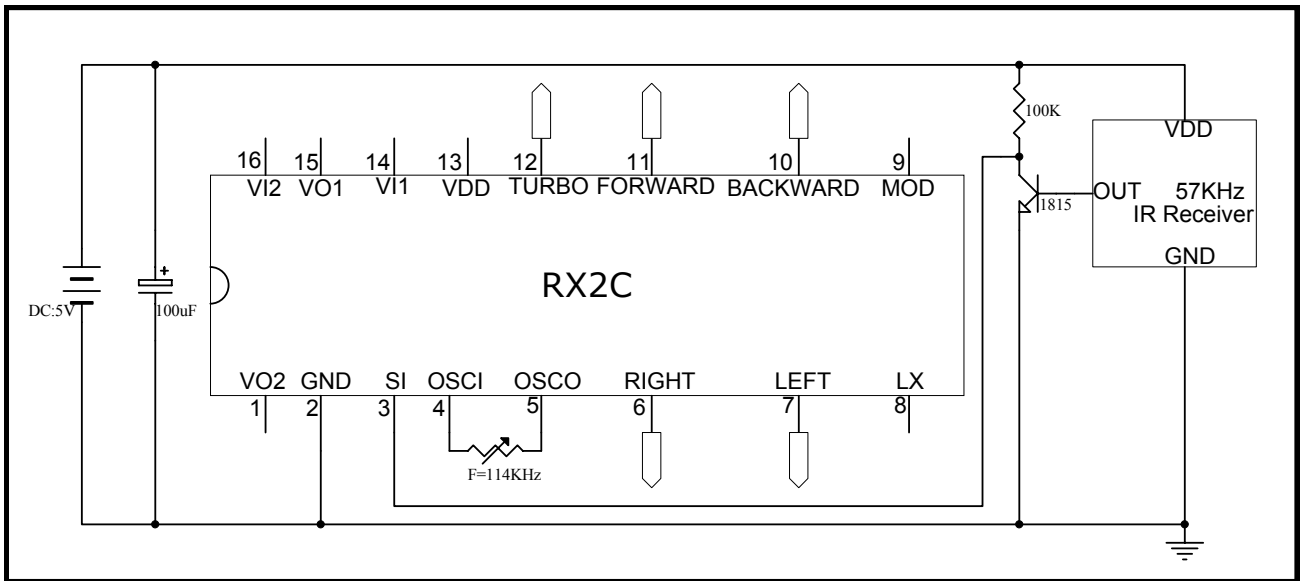 100K
VDD
16 15 14 13 12 11 10 9
VI2 VO1 VI1 VDD TURBO FORWARD BACKWARD MOD
1815
OUT 57KHz
IR Receiver
GND
+
DC:5V
100uF
RX2C
VO2 GND SI OSCI OSCO RIGHT LEFT LX
1 2 3 4 5 6 7 8
F=114KHz